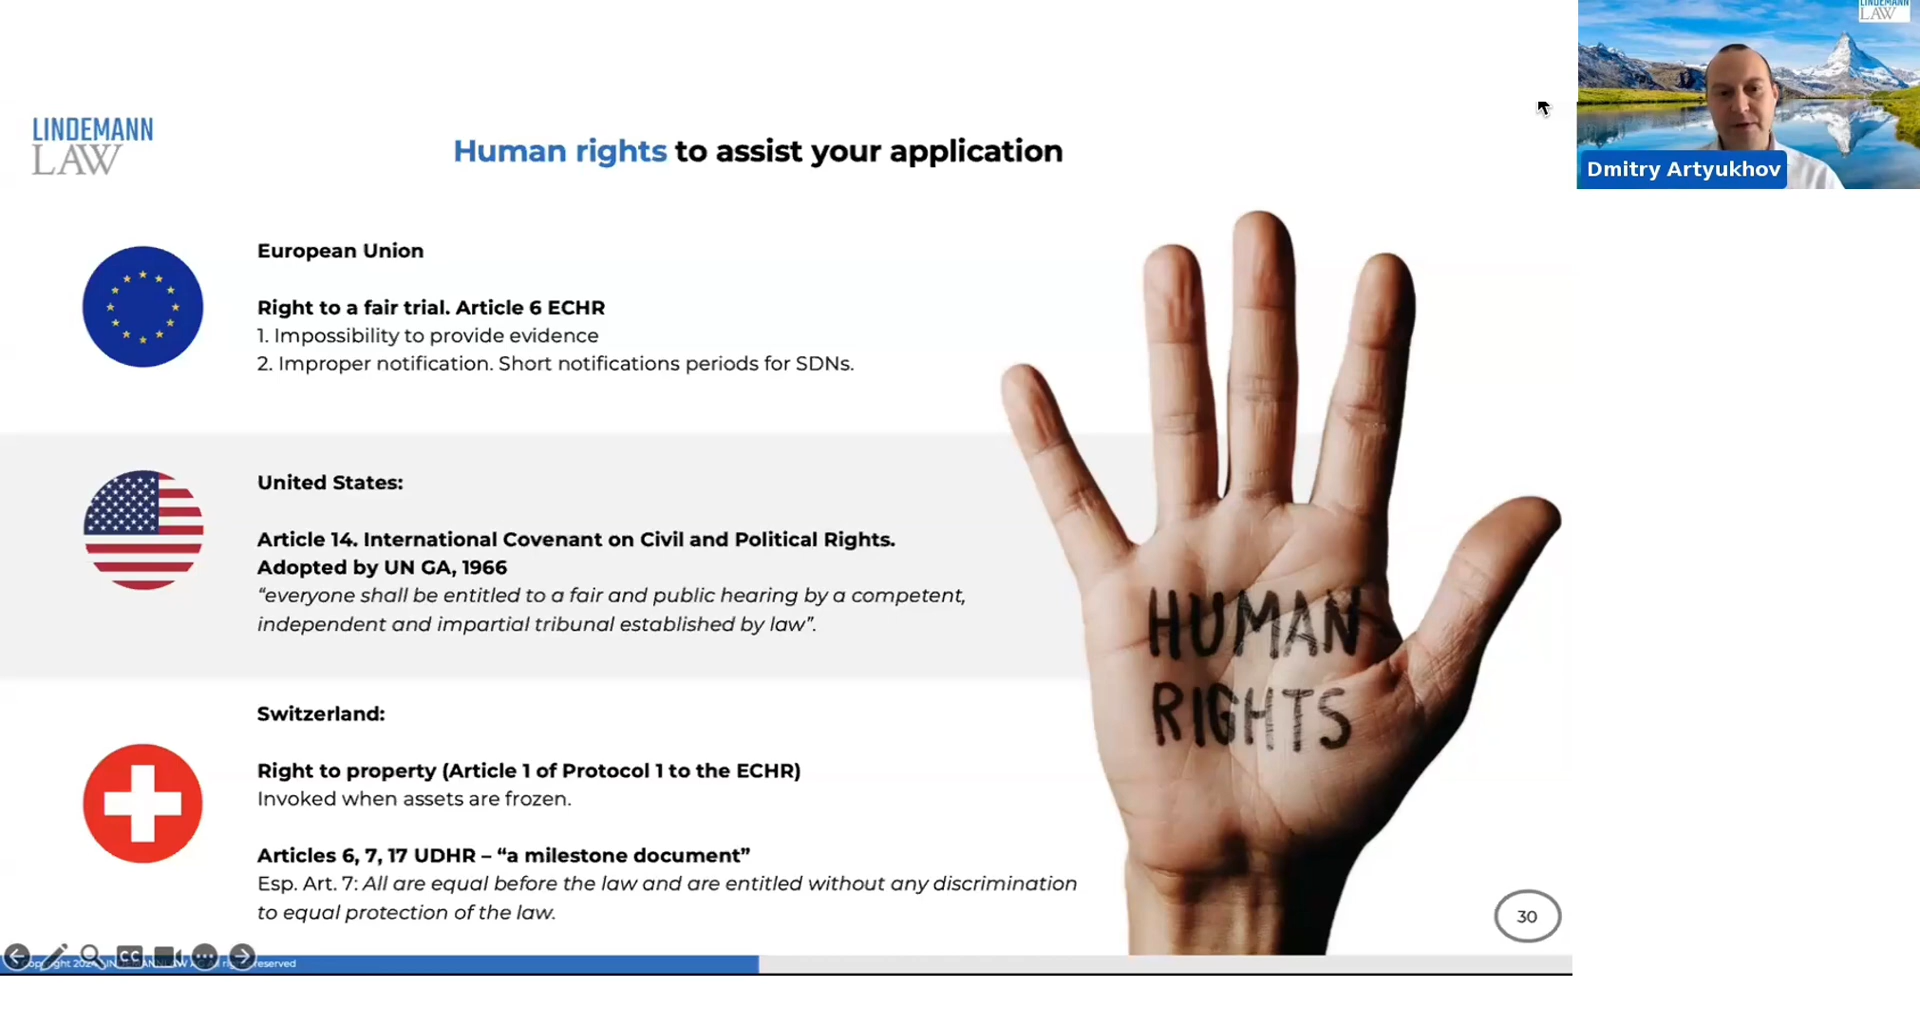 LINDEMANN
LAW
LINDEMANN
LAW
Dmitry Artyukhov
Human rights to assist your application
European Union
Right to a fair trial. Article 6 ECHR
1. Impossibility to provide evidence
2. Improper notification. Short notifications periods for SDNs.
United States:
Article 14. International Covenant on Civil and Political Rights.
Adopted by UN GA, 1966
“everyone shall be entitled to a fair and public hearing by a competent,
independent and impartial tribunal established by law”.
HUMAN
RIGHTS
Switzerland:
Right to property (Article 1 of Protocol 1 to the ECHR)
Invoked when assets are frozen.
Articles 6, 7, 17 UDHR – “a milestone document”
Esp. Art. 7: All are equal before the law and are entitled without any discrimination
to equal protection of the law.
30
CC
reserved